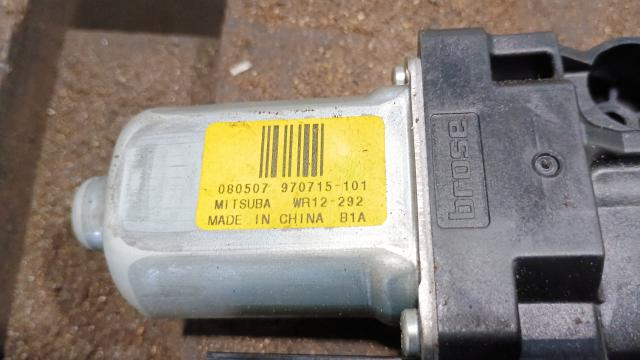 080507 970715-101
MITSUBA WR12-292
MADE IN CHINA B1A
brose